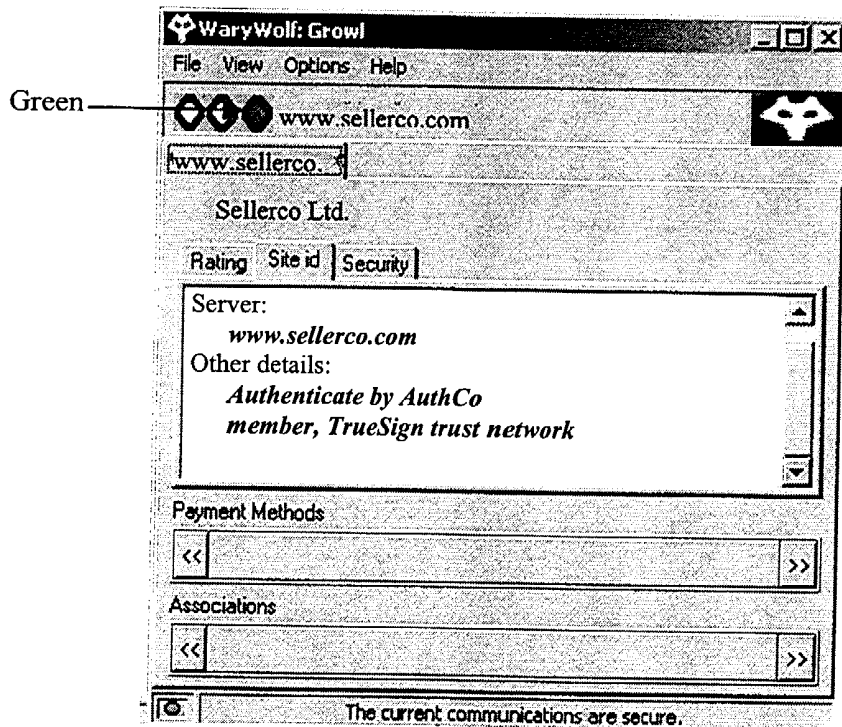 WaryWolf: Growl
File View Options Help
Green
www.sellerco.com
www.sellerco.
Sellerco Ltd.
Rating Site id Security
Server:
www.sellerco.com
Other details:
Authenticate by AuthCo
member, TrueSign trust network
Payment Methods
<< >>
Associations
<< >>
The current communications are secure.